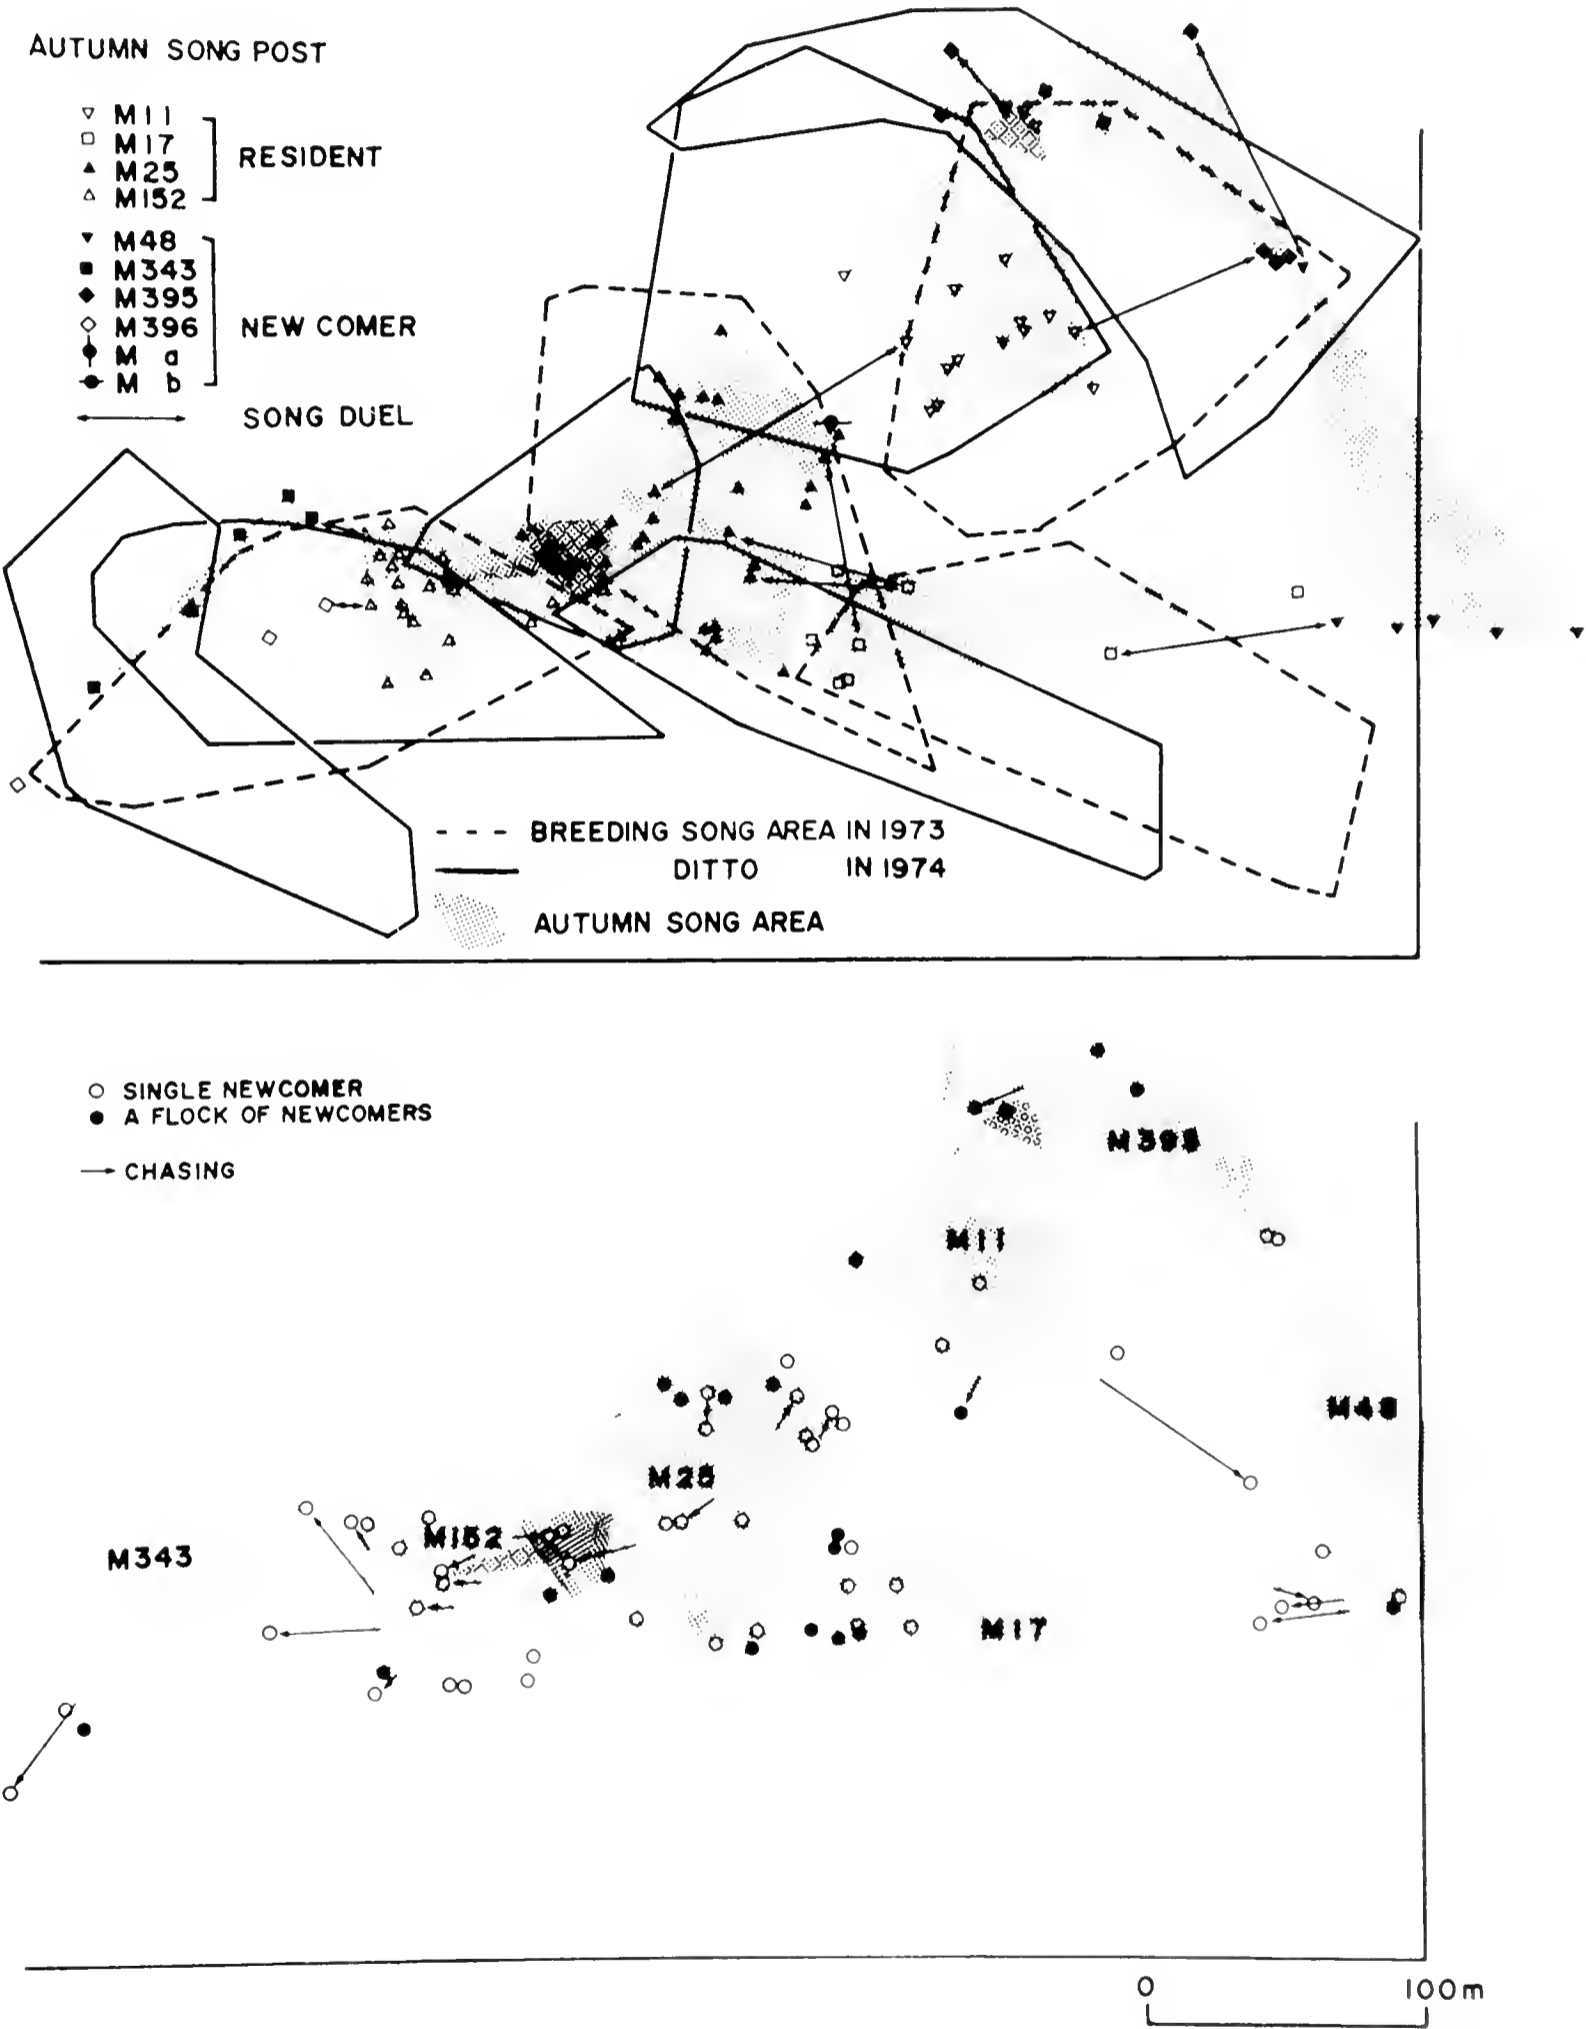 AUTUMN SONG POST
M11
M17
M25
M152
RESIDENT
M48
M343
M395
M396
M a
M b
NEW COMER
SONG DUEL
BREEDING SONG AREA IN 1973
DITTO IN 1974
AUTUMN SONG AREA
SINGLE NEWCOMER
A FLOCK OF NEWCOMERS
CHASING
M395
M11
M48
M25
M152
M343
M17
0 100m